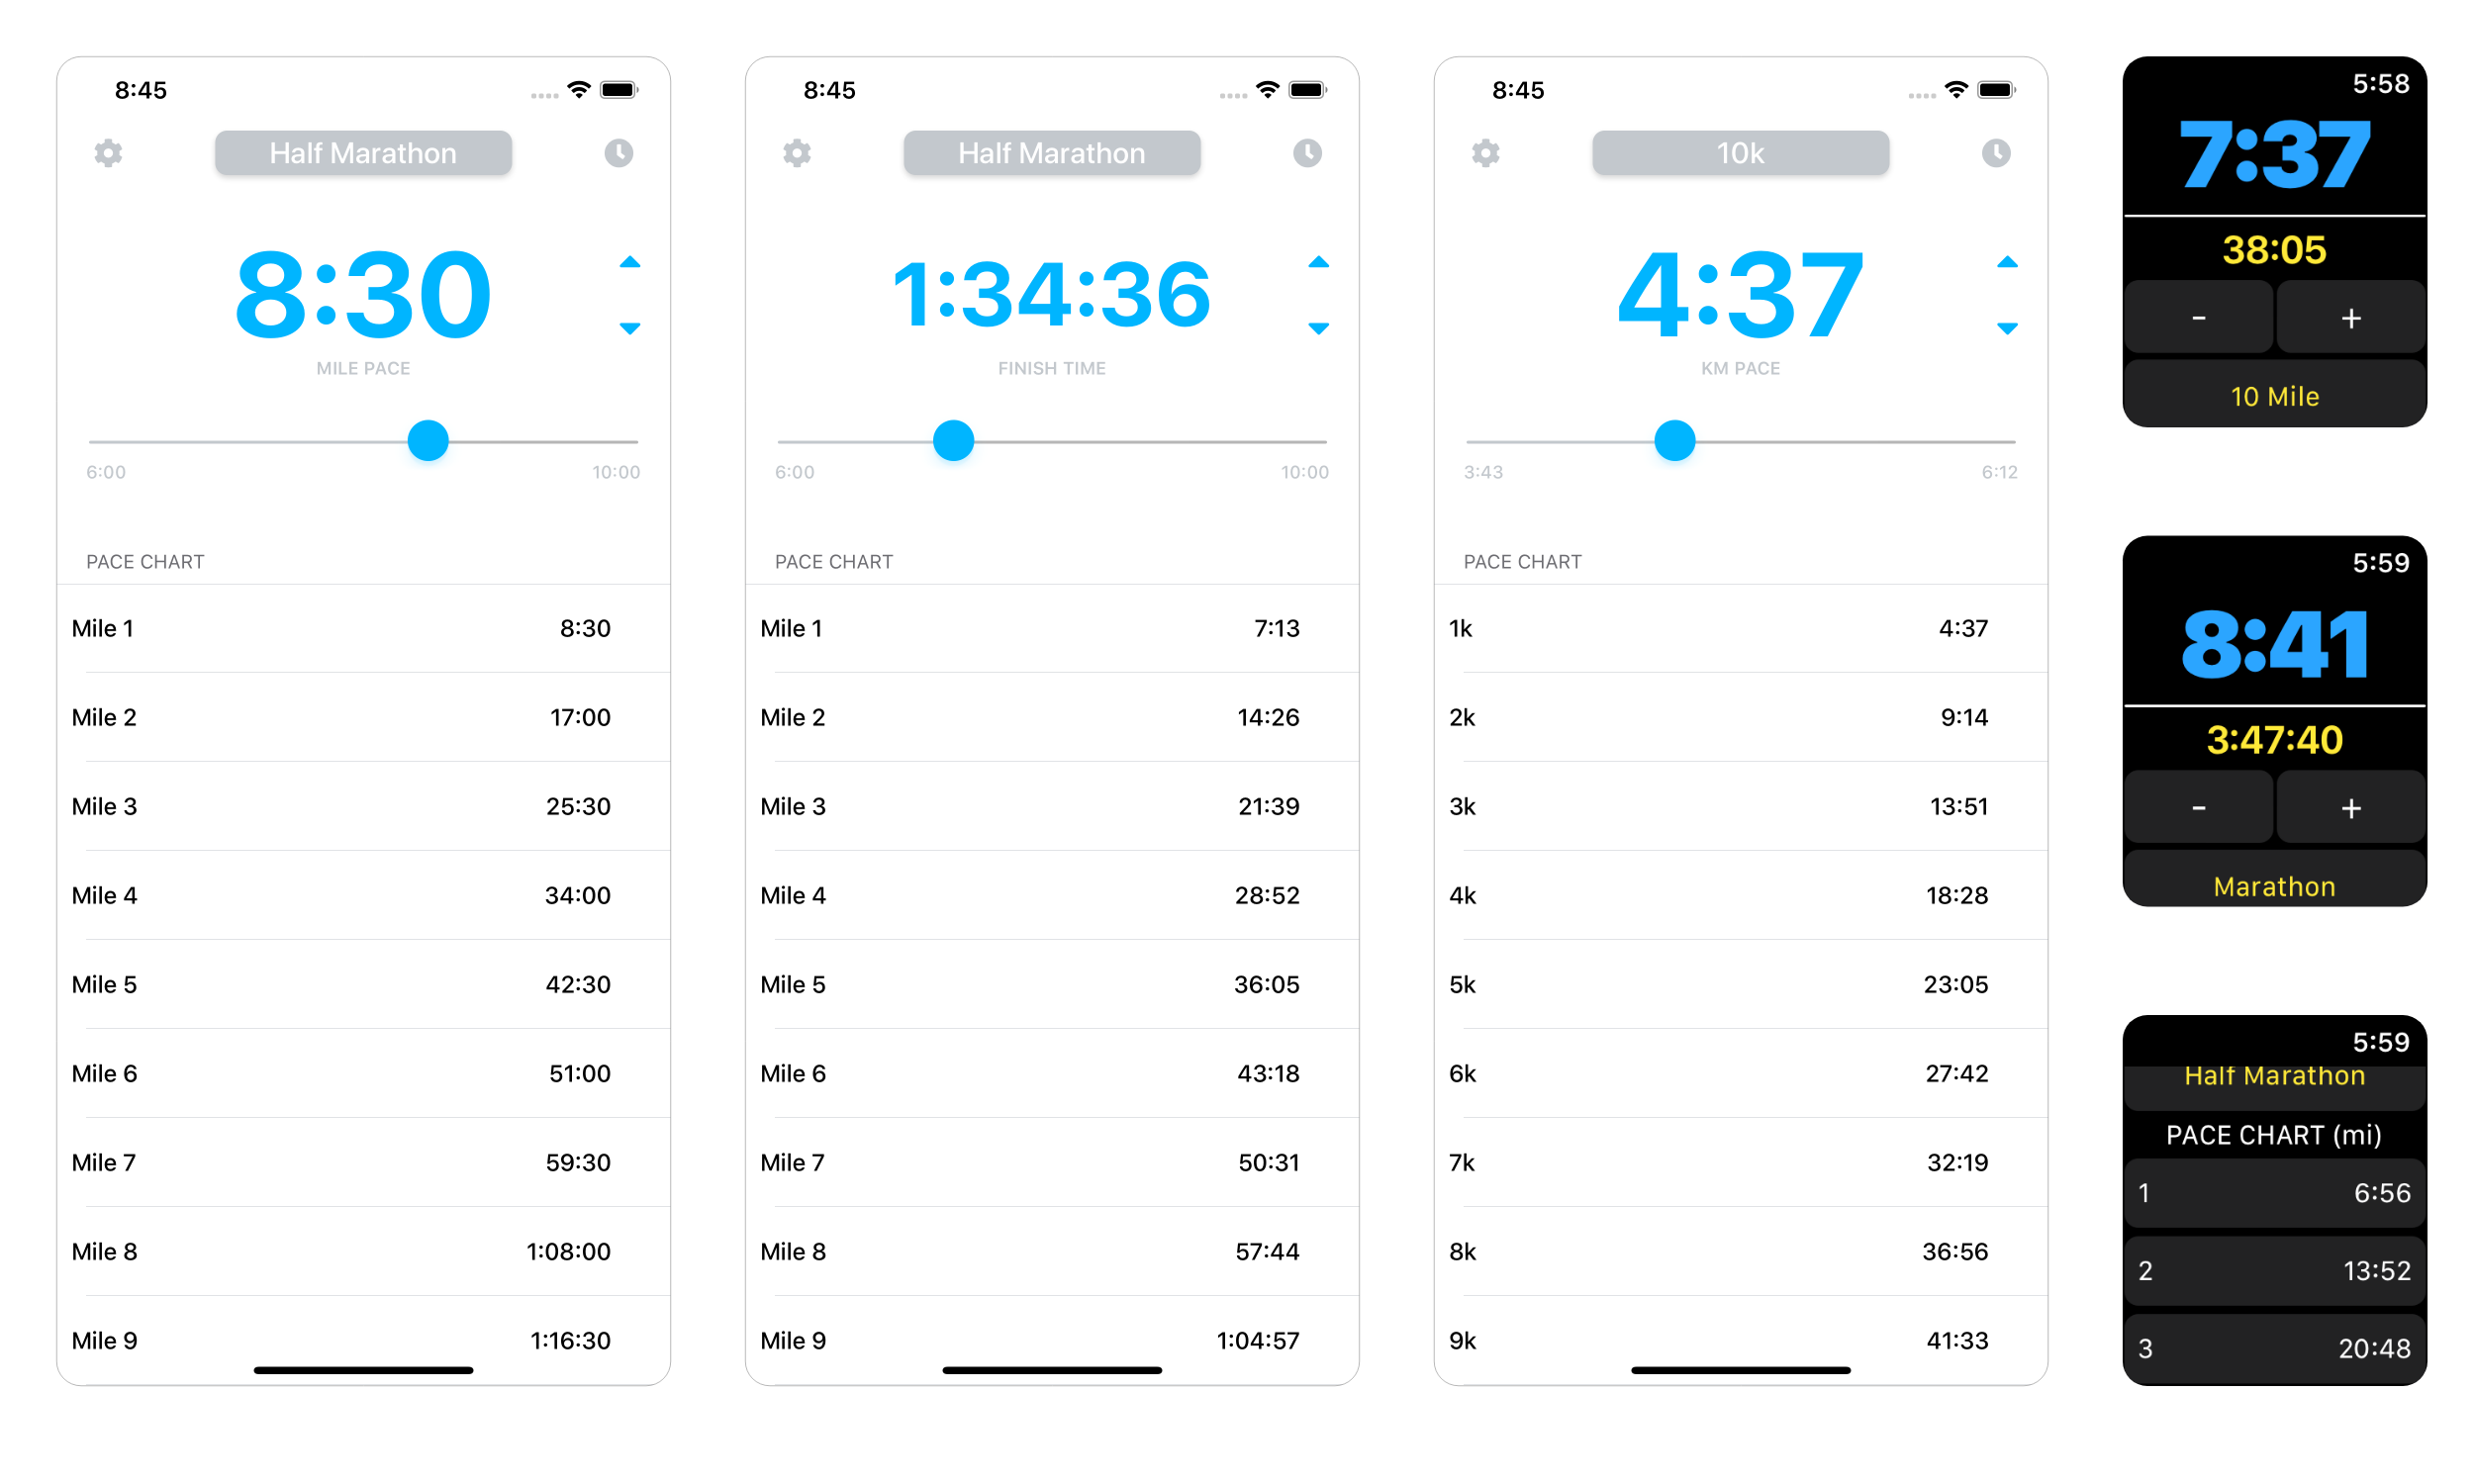 8:45
Half Marathon
8:30
MILE PACE
6:00 10:00
PACE CHART
Mile 1 8:30
Mile 2 17:00
Mile 3 25:30
Mile 4 34:00
Mile 5 42:30
Mile 6 51:00
Mile 7 59:30
Mile 8 1:08:00
Mile 9 1:16:30
8:45
Half Marathon
1:34:36
FINISH TIME
6:00 10:00
PACE CHART
Mile 1 7:13
Mile 2 14:26
Mile 3 21:39
Mile 4 28:52
Mile 5 36:05
Mile 6 43:18
Mile 7 50:31
Mile 8 57:44
Mile 9 1:04:57
8:45
10k
4:37
KM PACE
3:43 6:12
PACE CHART
1k 4:37
2k 9:14
3k 13:51
4k 18:28
5k 23:05
6k 27:42
7k 32:19
8k 36:56
9k 41:33
5:58
7:37
38:05
- +
10 Mile
5:59
8:41
3:47:40
- +
Marathon
5:59
Half Marathon
PACE CHART (mi)
1 6:56
2 13:52
3 20:48